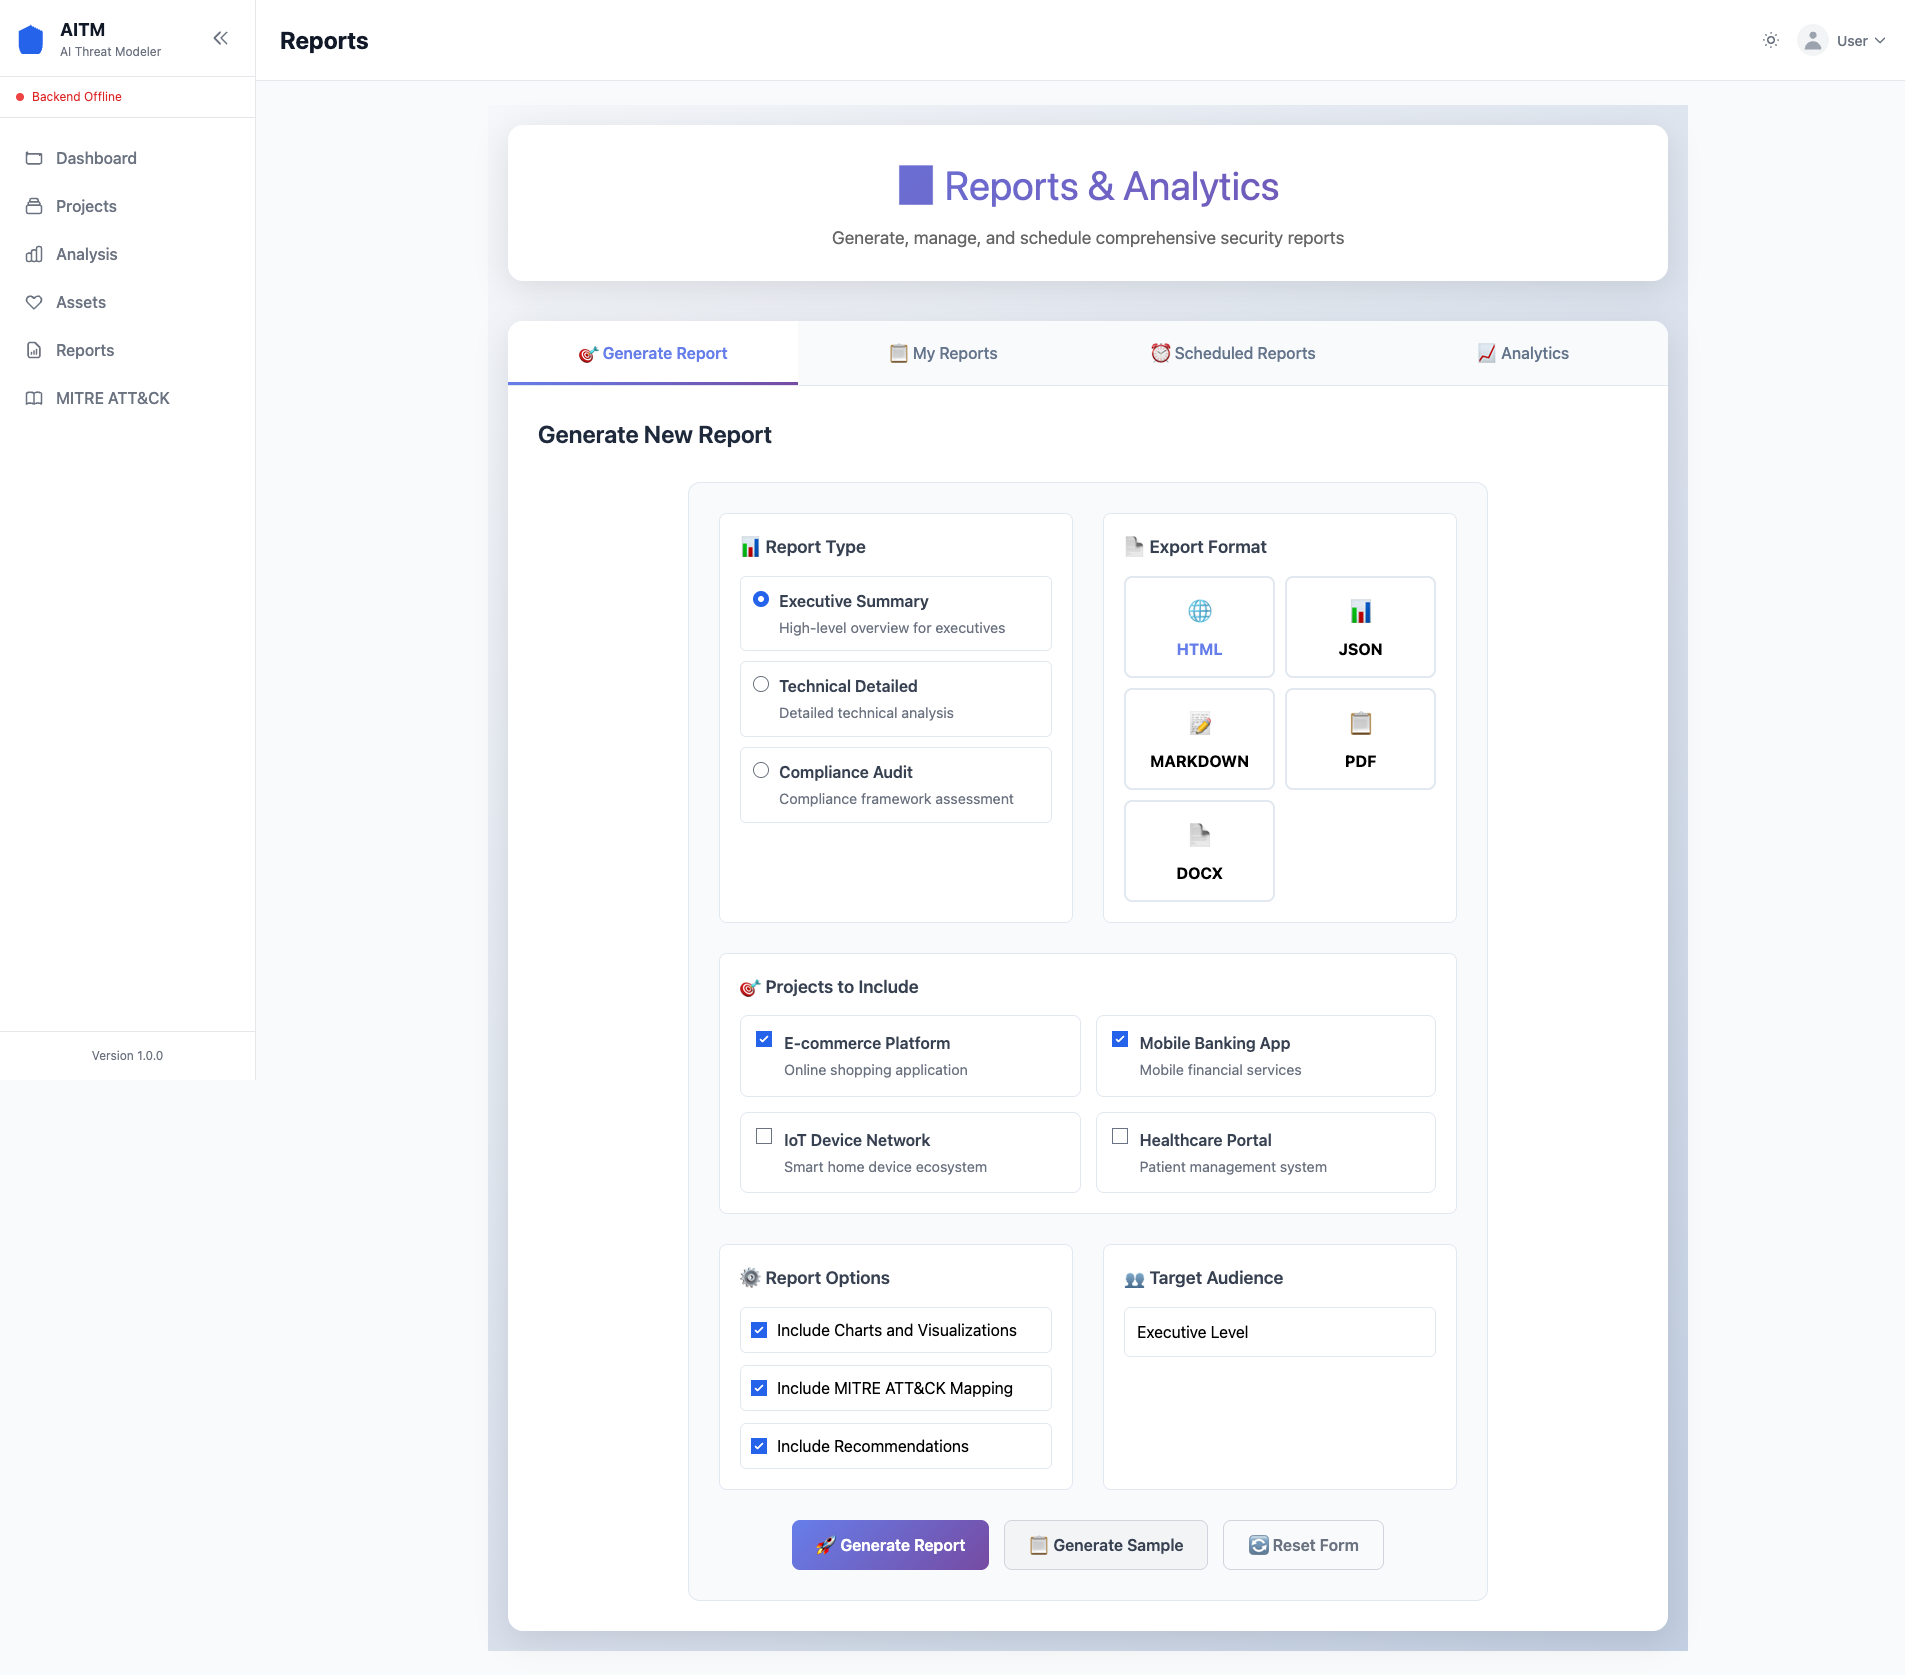 AITM
AI Threat Modeler
Backend Offline
Dashboard
Projects
Analysis
Assets
Reports
MITRE ATT&CK
Version 1.0.0
Reports
User
Reports & Analytics
Generate, manage, and schedule comprehensive security reports
Generate Report
My Reports
Scheduled Reports
Analytics
Generate New Report
Report Type
Executive Summary
High-level overview for executives
Technical Detailed
Detailed technical analysis
Compliance Audit
Compliance framework assessment
Export Format
HTML
JSON
MARKDOWN
PDF
DOCX
Projects to Include
E-commerce Platform
Online shopping application
Mobile Banking App
Mobile financial services
IoT Device Network
Smart home device ecosystem
Healthcare Portal
Patient management system
Report Options
Include Charts and Visualizations
Include MITRE ATT&CK Mapping
Include Recommendations
Target Audience
Executive Level
Generate Report
Generate Sample
Reset Form